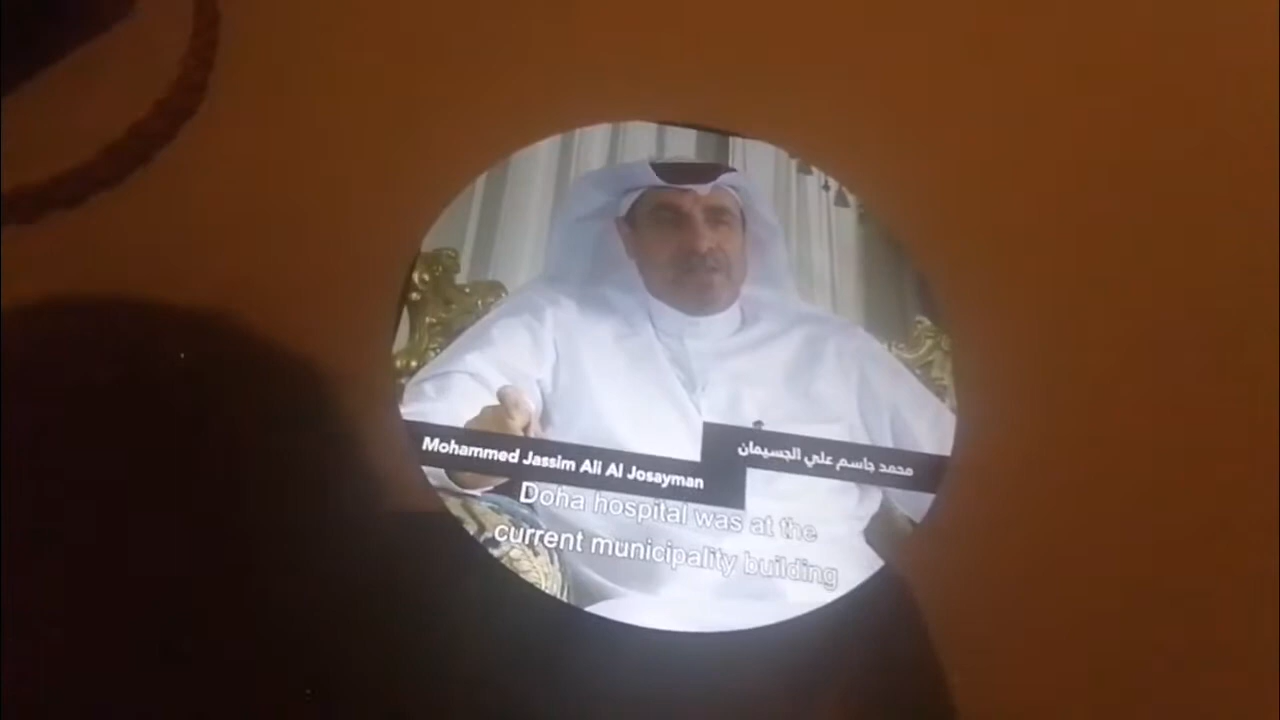 Mohammed Jassim Ali Al Josayman
محمد جاسم علي الجسيمان
Doha hospital was at the
current municipality building